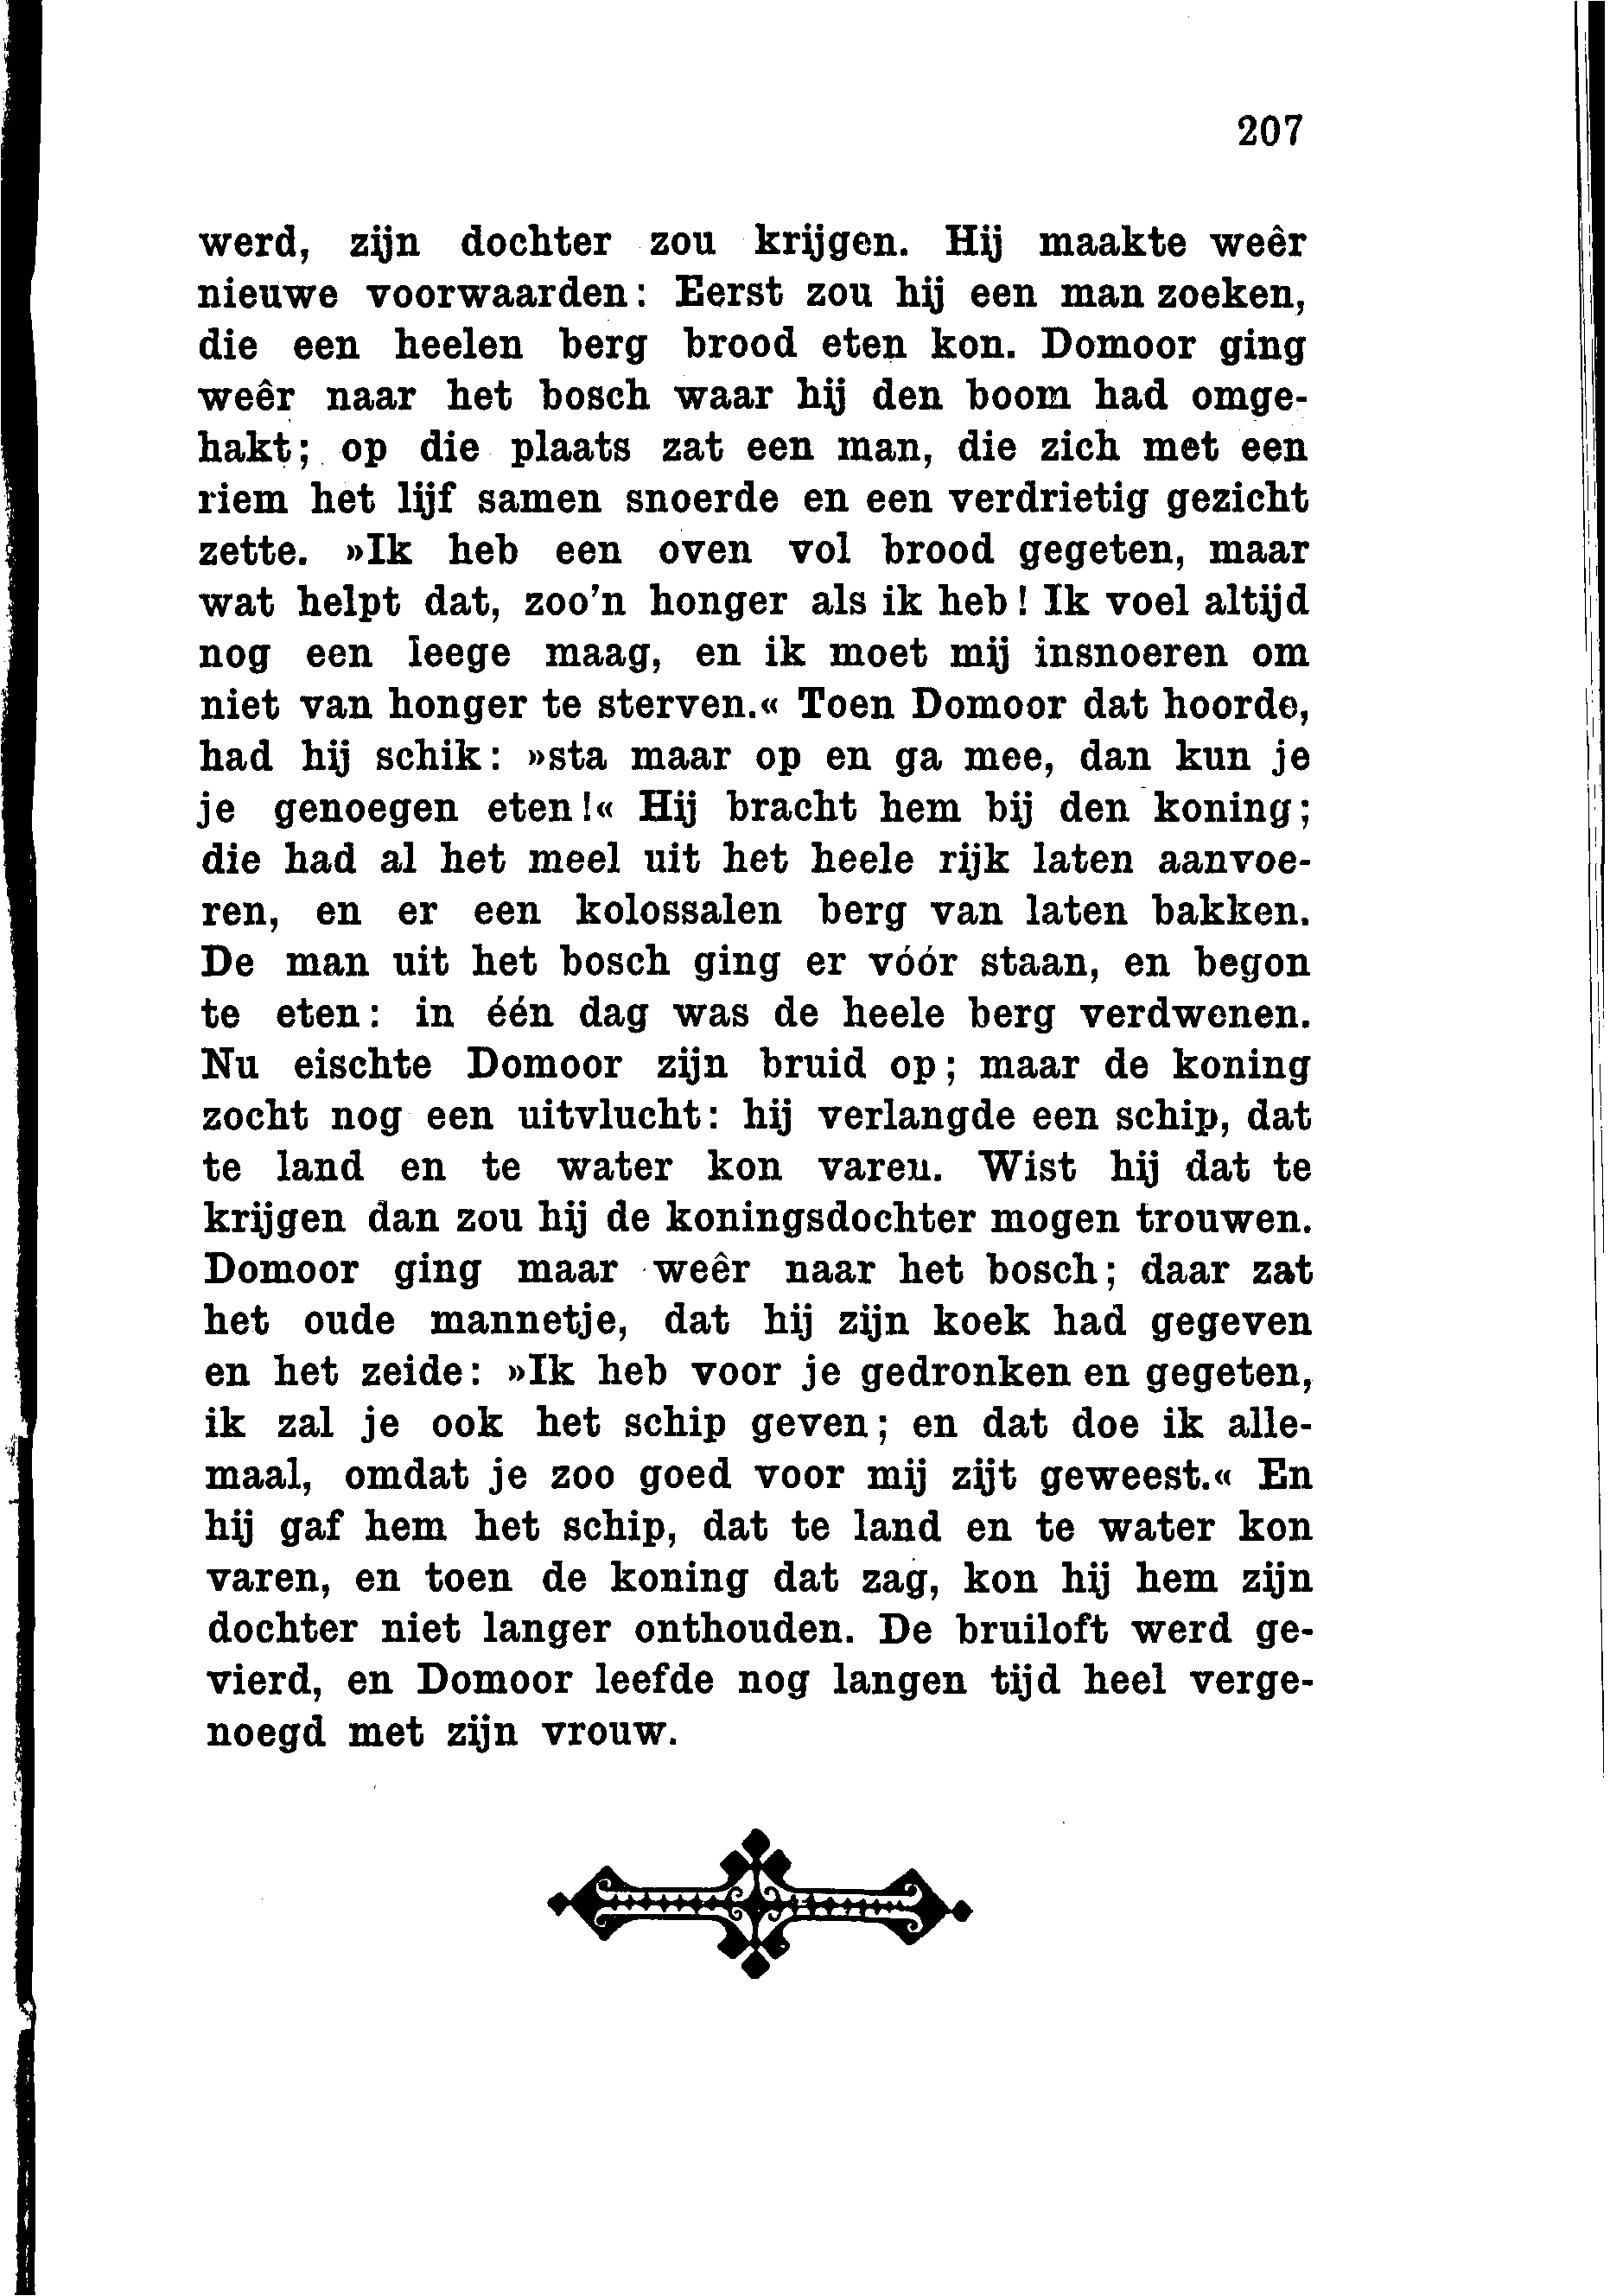 207
werd, zijn dochter zou krijgen. Hij maakte weêr
nieuwe voorwaarden: Eerst zou hij een man zoeken,
die een heelen berg brood eten kon. Domoor ging
weêr naar het bosch waar hij den boom had omge-
hakt; op die plaats zat een man, die zich met een
riem het lijf samen snoerde en een verdrietig gezicht
zette. »Ik heb een oven vol brood gegeten, maar
wat helpt dat, zoo'n honger als ik heb! Ik voel altijd
nog een leege maag, en ik moet mij insnoeren om
niet van honger te sterven.« Toen Domoor dat hoorde,
had hij schik: »sta maar op en ga mee, dan kun je
je genoegen eten!« Hij bracht hem bij den koning;
die had al het meel uit het heele rijk laten aanvoe-
ren, en er een kolossalen berg van laten bakken.
De man uit het bosch ging er vóór staan, en begon
te eten: in één dag was de heele berg verdwenen.
Nu eischte Domoor zijn bruid op; maar de koning
zocht nog een uitvlucht: hij verlangde een schip, dat
te land en te water kon varen. Wist hij dat te
krijgen dan zou hij de koningsdochter mogen trouwen.
Domoor ging maar weêr naar het bosch; daar zat
het oude mannetje, dat hij zijn koek had gegeven
en het zeide: »Ik heb voor je gedronken en gegeten,
ik zal je ook het schip geven; en dat doe ik alle-
maal, omdat je zoo goed voor mij zijt geweest.« En
hij gaf hem het schip, dat te land en te water kon
varen, en toen de koning dat zag, kon hij hem zijn
dochter niet langer onthouden. De bruiloft werd ge-
vierd, en Domoor leefde nog langen tijd heel verge-
noegd met zijn vrouw.